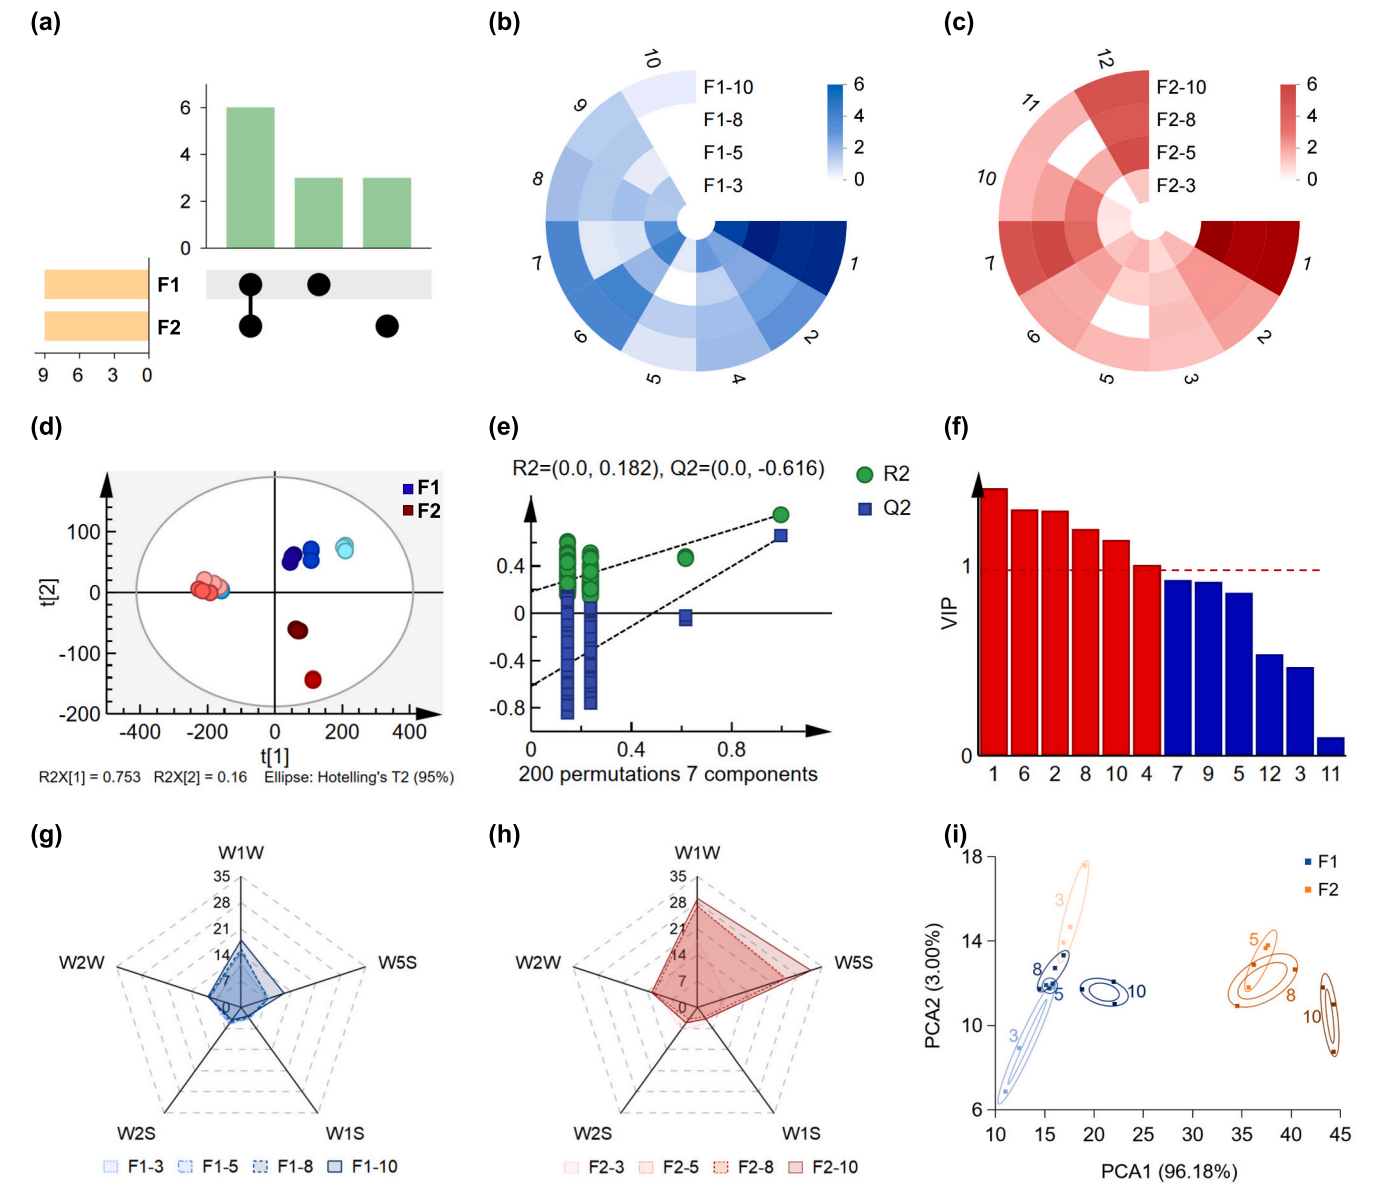 (a)
6
4
2
0
F1
F2
9 6 3 0
(b)
10
9
8
7
6
5
4
2
1
F1-10
F1-8
F1-5
F1-3
6
4
2
0
(c)
12
11
10
7
6
5
3
2
1
F2-10
F2-8
F2-5
F2-3
6
4
2
0
(d)
F1
F2
t[2]
100
0
-100
-200
-400 -200 0 200 400
t[1]
R2X[1] = 0.753 R2X[2] = 0.16 Ellipse: Hotelling's T2 (95%)
(e)
R2=(0.0, 0.182), Q2=(0.0, -0.616)
R2
Q2
0.4
0
-0.4
-0.8
0 0.4 0.8
200 permutations 7 components
(f)
VIP
1
0
1 6 2 8 10 4 7 9 5 12 3 11
(g)
W1W
35
28
21
14
7
0
W2W
W5S
W2S
W1S
F1-3 F1-5 F1-8 F1-10
(h)
W1W
35
28
21
14
7
0
W2W
W5S
W2S
W1S
F2-3 F2-5 F2-8 F2-10
(i)
PCA2 (3.00%)
18
14
10
6
F1
F2
3
8
5
10
3
5
8
10
10 15 20 25 30 35 40 45
PCA1 (96.18%)